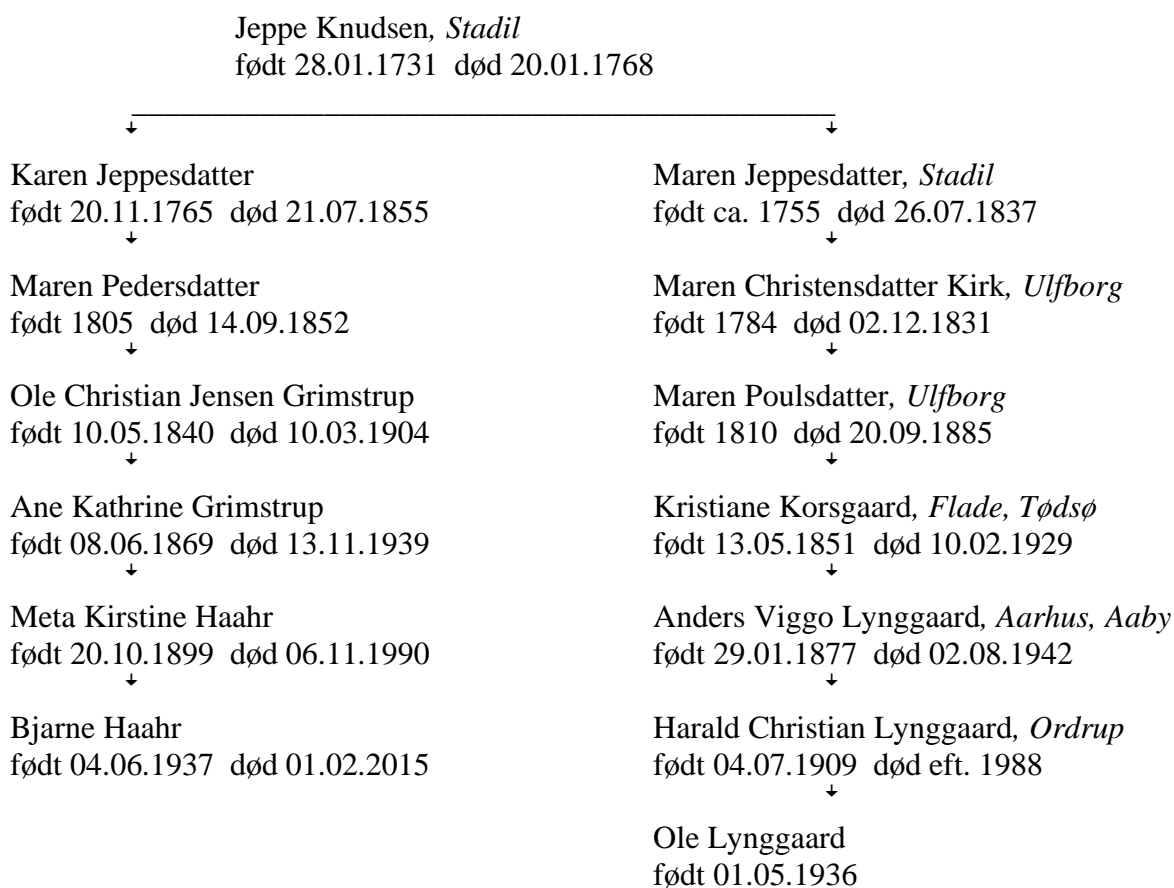 Jeppe Knudsen, Stadil
født 28.01.1731 død 20.01.1768
Karen Jeppesdatter
født 20.11.1765 død 21.07.1855
Maren Pedersdatter
født 1805 død 14.09.1852
Ole Christian Jensen Grimstrup
født 10.05.1840 død 10.03.1904
Ane Kathrine Grimstrup
født 08.06.1869 død 13.11.1939
Meta Kirstine Haahr
født 20.10.1899 død 06.11.1990
Bjarne Haahr
født 04.06.1937 død 01.02.2015
Maren Jeppesdatter, Stadil
født ca. 1755 død 26.07.1837
Maren Christensdatter Kirk, Ulfborg
født 1784 død 02.12.1831
Maren Poulsdatter, Ulfborg
født 1810 død 20.09.1885
Kristiane Korsgaard, Flade, Tødsø
født 13.05.1851 død 10.02.1929
Anders Viggo Lynggaard, Aarhus, Aaby
født 29.01.1877 død 02.08.1942
Harald Christian Lynggaard, Ordrup
født 04.07.1909 død eft. 1988
Ole Lynggaard
født 01.05.1936